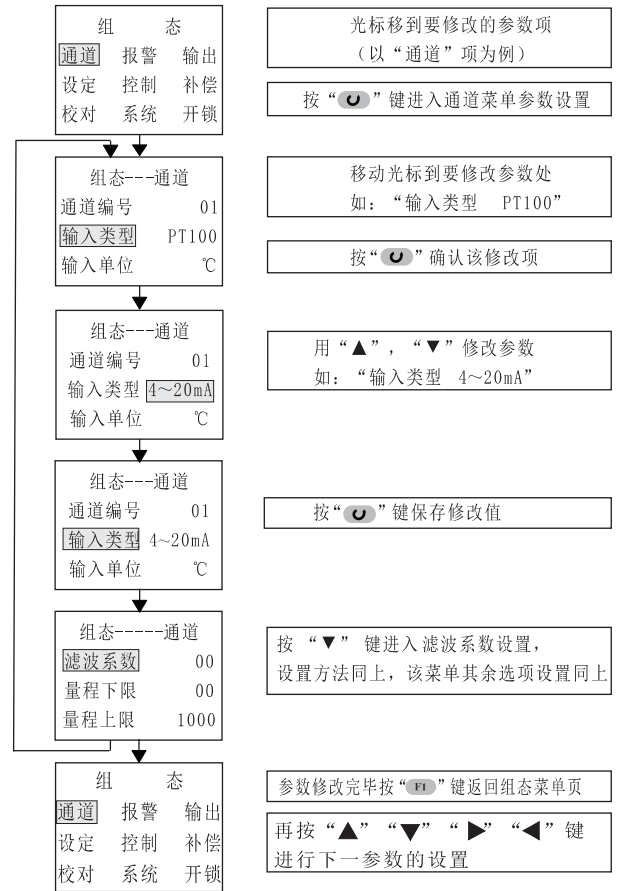 组 态
通道 报警 输出
设定 控制 补偿
校对 系统 开锁
光标移到要修改的参数项
（以“通道”项为例）
按“ ”键进入通道菜单参数设置
组态---通道
通道编号 01
输入类型 PT100
输入单位 ℃
移动光标到要修改参数处
如：“输入类型 PT100”
按“ ”确认该修改项
组态---通道
通道编号 01
输入类型 4～20mA
输入单位 ℃
用“▲”，“▼”修改参数
如：“输入类型 4～20mA”
组态---通道
通道编号 01
输入类型 4~20mA
输入单位 ℃
按“ ”键保存修改值
组态-----通道
滤波系数 00
量程下限 00
量程上限 1000
按 “▼” 键进入滤波系数设置，
设置方法同上，该菜单其余选项设置同上
组 态
通道 报警 输出
设定 控制 补偿
校对 系统 开锁
参数修改完毕按“F1”键返回组态菜单页
再按“▲”“▼”“▶”“◀”键
进行下一参数的设置